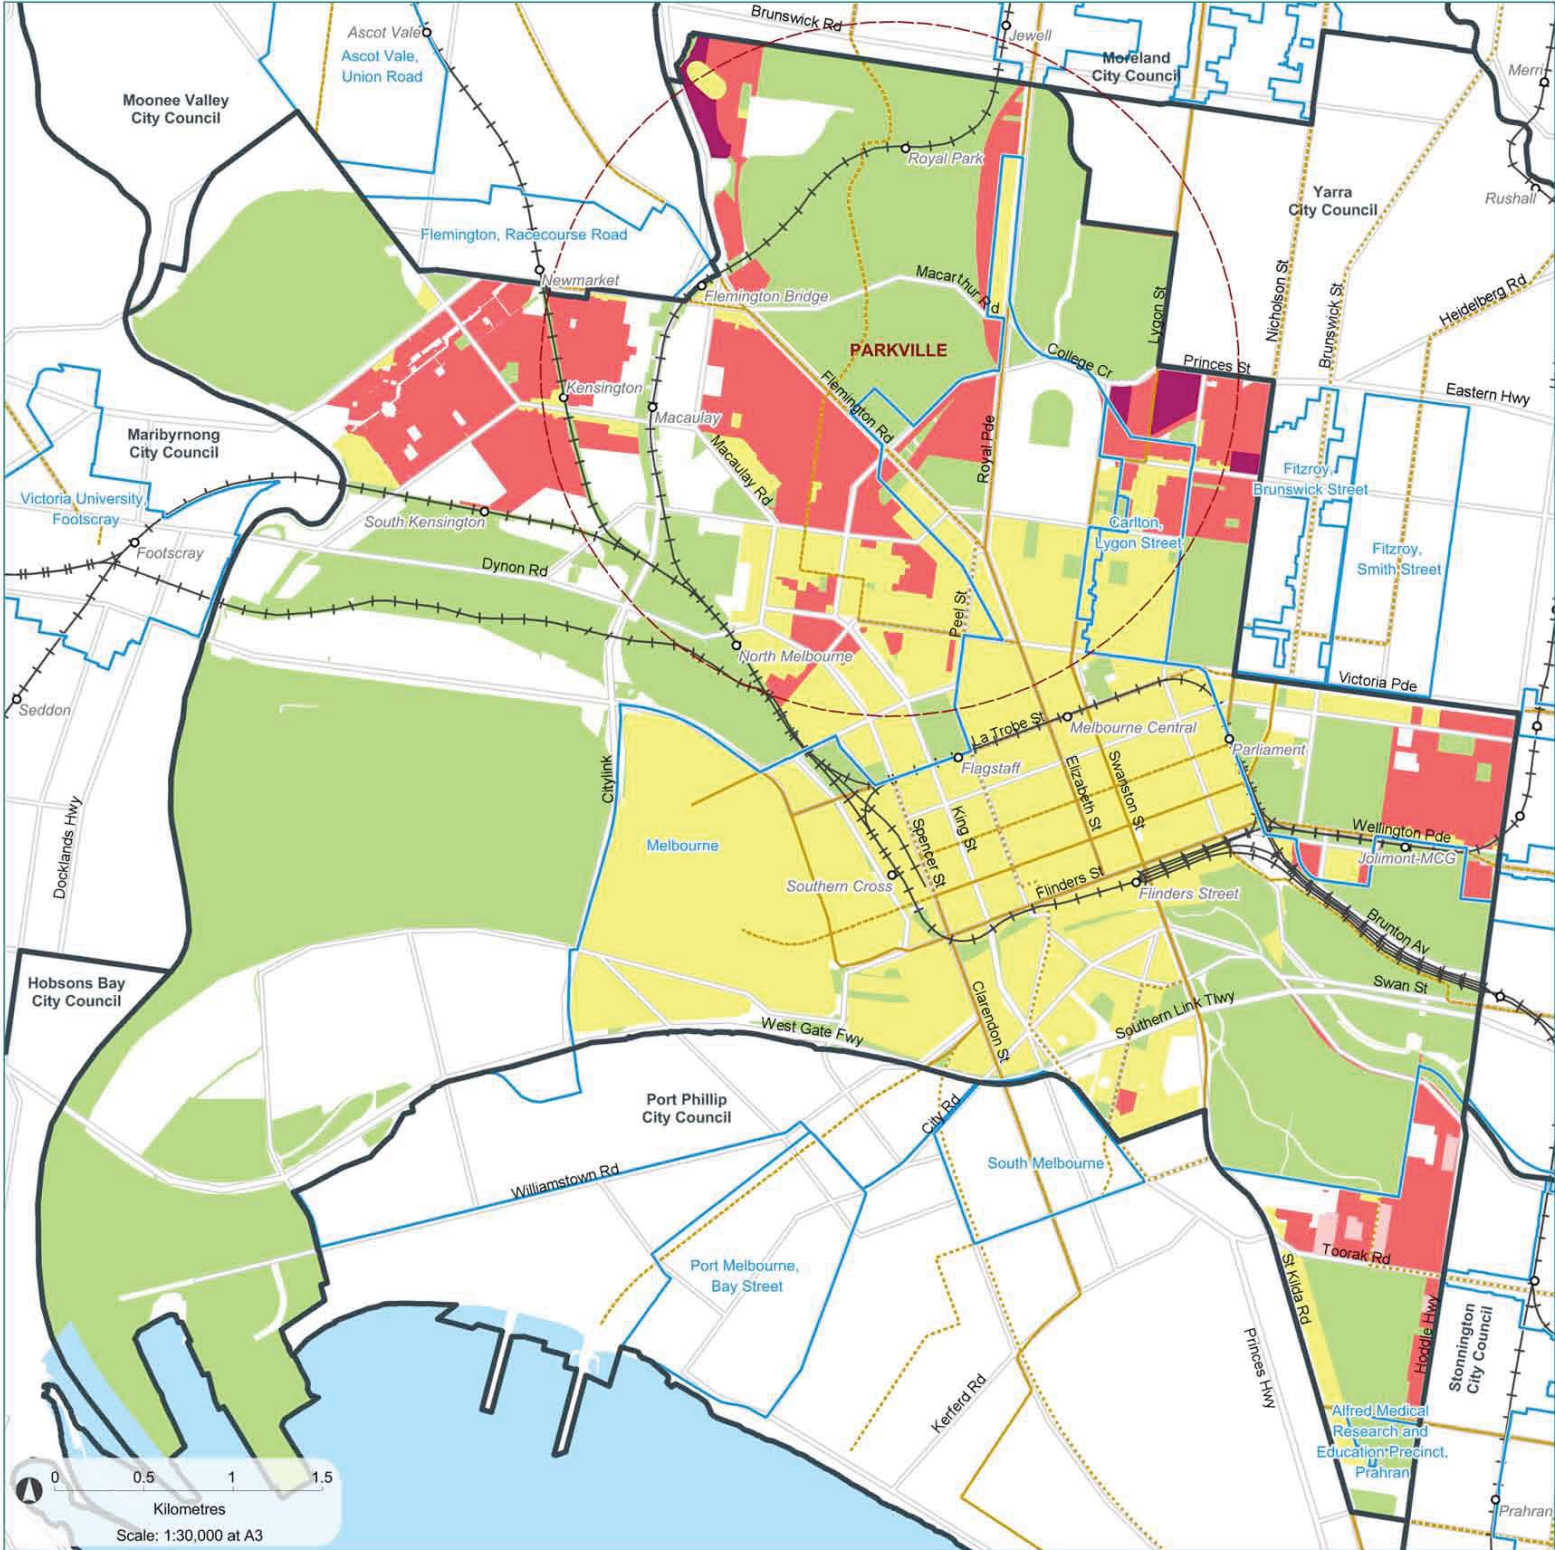 Brunswick Rd
Jewell
Ascot Vale
Ascot Vale,
Union Road
Moreland
City Council
Merri
Moonee Valley
City Council
Royal Park
Yarra
City Council
Rushall
Flemington, Racecourse Road
Newmarket
Flemington Bridge
Macarthur Rd
Lygon St
Nicholson St
Brunswick St
Heidelberg Rd
PARKVILLE
College Cr
Princes St
Eastern Hwy
Kensington
Macaulay
Flemington Rd
Royal Pde
Maribyrnong
City Council
Macaulay Rd
Fitzroy,
Brunswick Street
Victoria University,
Footscray
South Kensington
Carlton,
Lygon Street
Fitzroy,
Smith Street
Footscray
Dynon Rd
Peel St
North Melbourne
Victoria Pde
Seddon
La Trobe St
Melbourne Central
Parliament
Flagstaff
Citylink
Elizabeth St
Swanston St
Docklands Hwy
Melbourne
Spencer St
King St
Wellington Pde
Jolimont-MCG
Southern Cross
Flinders St
Flinders Street
Brunton Av
Swan St
Hobsons Bay
City Council
Clarendon St
Southern Link Tlwy
West Gate Fwy
Port Phillip
City Council
City Rd
South Melbourne
Williamstown Rd
Port Melbourne,
Bay Street
Toorak Rd
St Kilda Rd
Hoddle Hwy
Princes Hwy
Stonnington
City Council
Kerferd Rd
Alfred Medical
Research and
Education Precinct,
Prahran
Prahran
0 0.5 1 1.5
Kilometres
Scale: 1:30,000 at A3